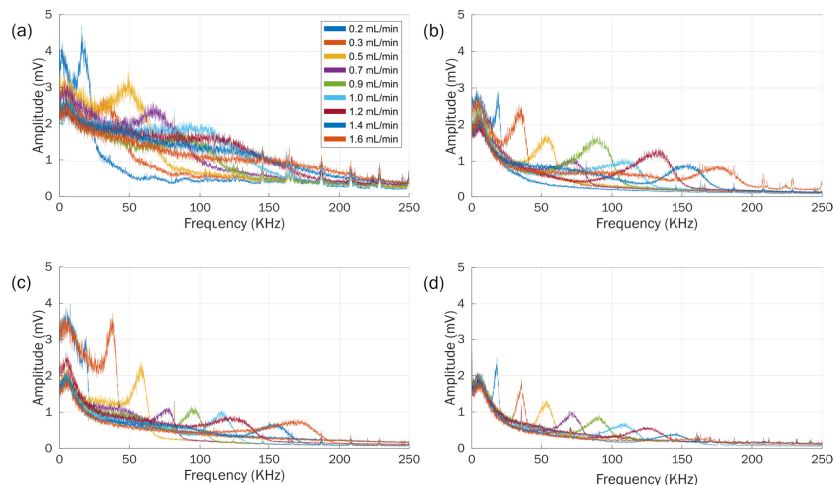 (a)
5
4
3
2
1
0
Amplitude (mV)
0 50 100 150 200 250
Frequency (KHz)
0.2 mL/min
0.3 mL/min
0.5 mL/min
0.7 mL/min
0.9 mL/min
1.0 mL/min
1.2 mL/min
1.4 mL/min
1.6 mL/min
(b)
5
4
3
2
1
0
Amplitude (mV)
0 50 100 150 200 250
Frequency (KHz)
(c)
5
4
3
2
1
0
Amplitude (mV)
0 50 100 150 200 250
Frequency (KHz)
(d)
5
4
3
2
1
0
Amplitude (mV)
0 50 100 150 200 250
Frequency (KHz)